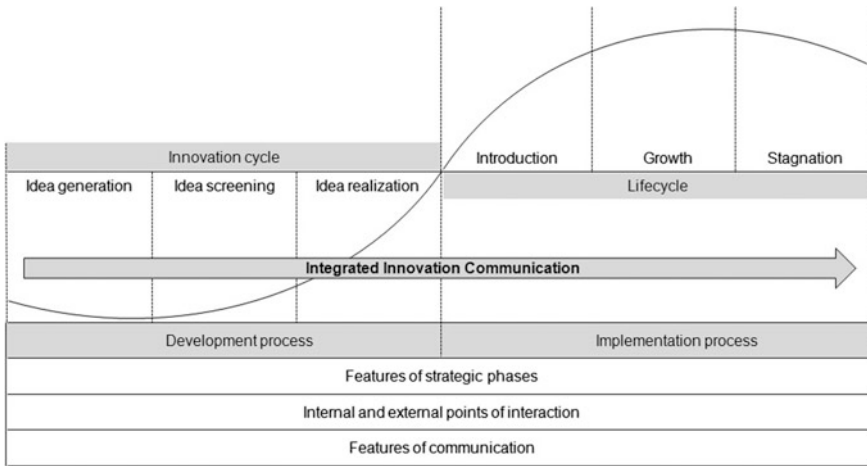 Innovation cycle
Introduction
Growth
Stagnation
Idea generation
Idea screening
Idea realization
Lifecycle
Integrated Innovation Communication
Development process
Implementation process
Features of strategic phases
Internal and external points of interaction
Features of communication